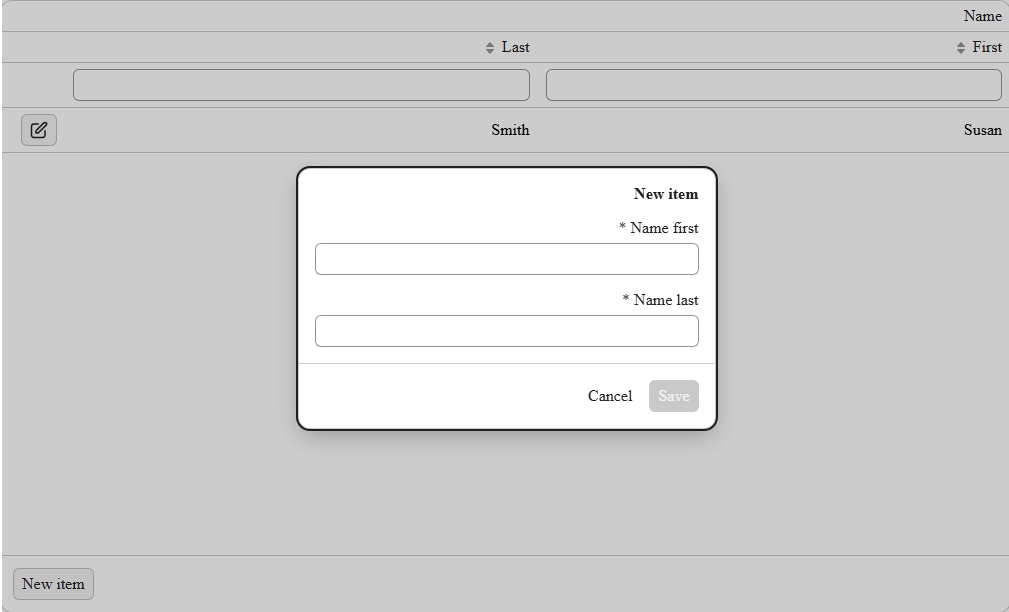 Name
Last First
Smith Susan
New item
* Name first
* Name last
Cancel Save
New item